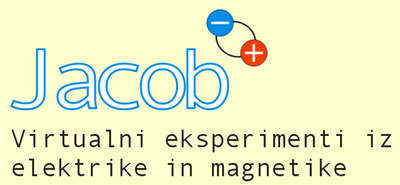 Jacob
Virtualni eksperimenti iz
elektrike in magnetike